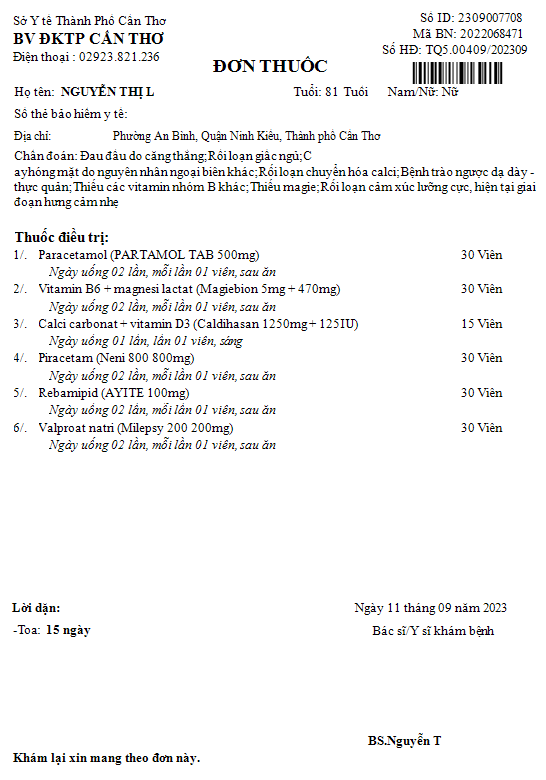 Sở Y tế Thành Phố Cần Thơ
BV ĐKTP CẦN THƠ
Điện thoại : 02923.821.236
Số ID: 2309007708
Mã BN: 2022068471
Số HĐ: TQ5.00409/202309
ĐƠN THUỐC
Họ tên: NGUYỄN THỊ L Tuổi: 81 Tuổi Nam/Nữ: Nữ
Số thẻ bảo hiểm y tế:
Địa chỉ: Phường An Bình, Quận Ninh Kiều, Thành phố Cần Thơ
Chẩn đoán: Đau đầu do căng thẳng;Rối loạn giấc ngủ;C
ayhóng mặt do nguyên nhân ngoại biên khác;Rối loạn chuyển hóa calci;Bệnh trào ngược dạ dày -
thực quản;Thiếu các vitamin nhóm B khác;Thiếu magie;Rối loạn cảm xúc lưỡng cực, hiện tại giai
đoạn hưng cảm nhẹ
Thuốc điều trị:
1/. Paracetamol (PARTAMOL TAB 500mg) 30 Viên
Ngày uống 02 lần, mỗi lần 01 viên, sau ăn
2/. Vitamin B6 + magnesi lactat (Magiebion 5mg + 470mg) 30 Viên
Ngày uống 02 lần, mỗi lần 01 viên, sau ăn
3/. Calci carbonat + vitamin D3 (Caldihasan 1250mg + 125IU) 15 Viên
Ngày uống 01 lần, lần 01 viên, sáng
4/. Piracetam (Neni 800 800mg) 30 Viên
Ngày uống 02 lần, mỗi lần 01 viên, sau ăn
5/. Rebamipid (AYITE 100mg) 30 Viên
Ngày uống 02 lần, mỗi lần 01 viên, sau ăn
6/. Valproat natri (Milepsy 200 200mg) 30 Viên
Ngày uống 02 lần, mỗi lần 01 viên, sau ăn
Lời dặn:
-Toa: 15 ngày
Ngày 11 tháng 09 năm 2023
Bác sĩ/Y sĩ khám bệnh
BS.Nguyễn T
Khám lại xin mang theo đơn này.